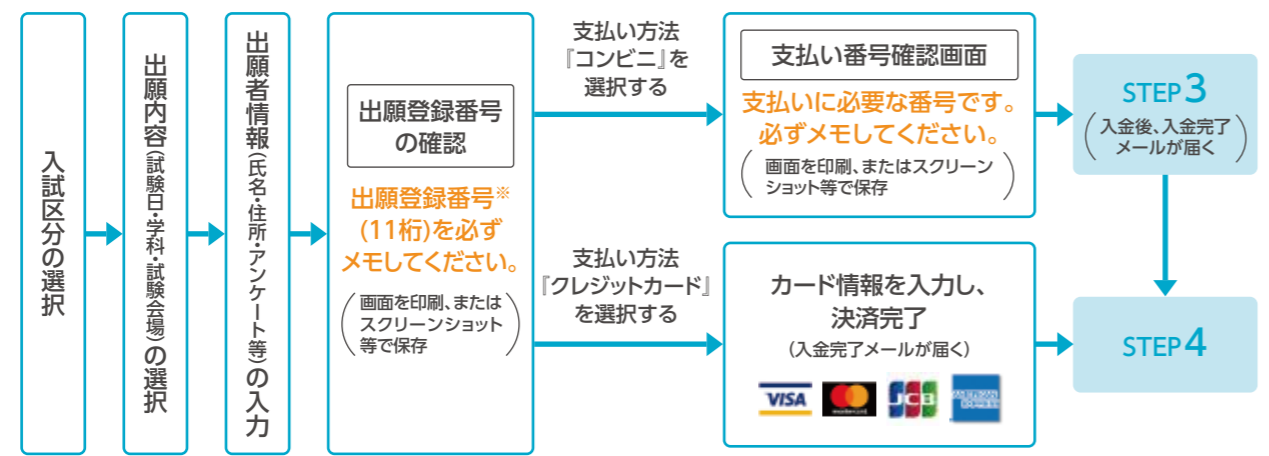 入試区分の選択
出願内容(試験日・学科・試験会場)の選択
出願者情報(氏名・住所・アンケート等)の入力
出願登録番号
の確認
出願登録番号※
(11桁)を必ず
メモしてください。
(画面を印刷、または
スクリーンショット
等で保存)
支払い方法
『コンビニ』を
選択する
支払い番号確認画面
支払いに必要な番号です。
必ずメモしてください。
(画面を印刷、またはスクリーン
ショット等で保存)
STEP3
(入金後、入金完了
メールが届く)
支払い方法
『クレジットカード』
を選択する
カード情報を入力し、
決済完了
(入金完了メールが届く)
VISA
mastercard
JCB
AMERICAN
EXPRESS
STEP4